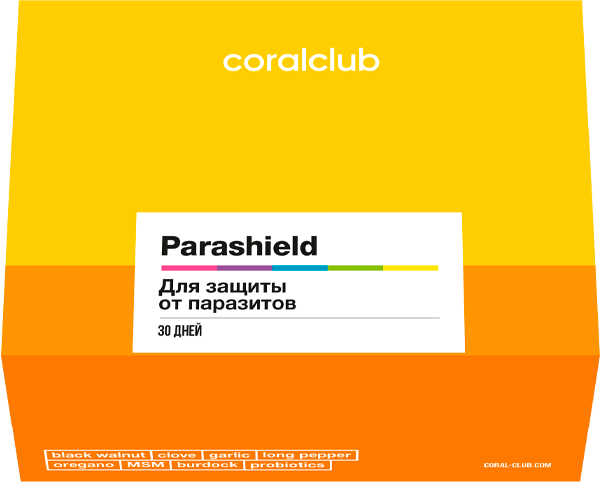 coralclub
Parashield
Для защиты
от паразитов
30 ДНЕЙ
black walnut clove garlic long pepper
oregano MSM burdock probiotics
CORAL-CLUB.COM